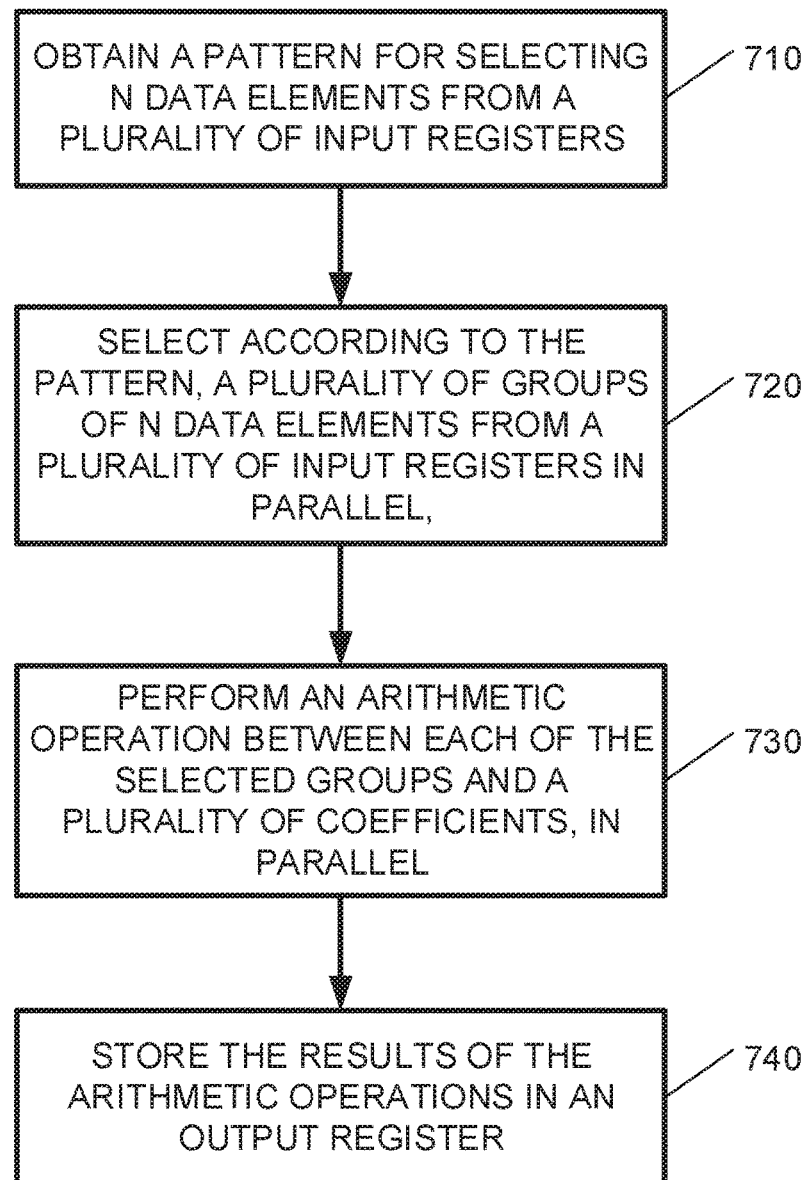 OBTAIN A PATTERN FOR SELECTING
N DATA ELEMENTS FROM A
PLURALITY OF INPUT REGISTERS
710
SELECT ACCORDING TO THE
PATTERN, A PLURALITY OF GROUPS
OF N DATA ELEMENTS FROM A
PLURALITY OF INPUT REGISTERS IN
PARALLEL,
720
PERFORM AN ARITHMETIC
OPERATION BETWEEN EACH OF THE
SELECTED GROUPS AND A
PLURALITY OF COEFFICIENTS, IN
PARALLEL
730
STORE THE RESULTS OF THE
ARITHMETIC OPERATIONS IN AN
OUTPUT REGISTER
740